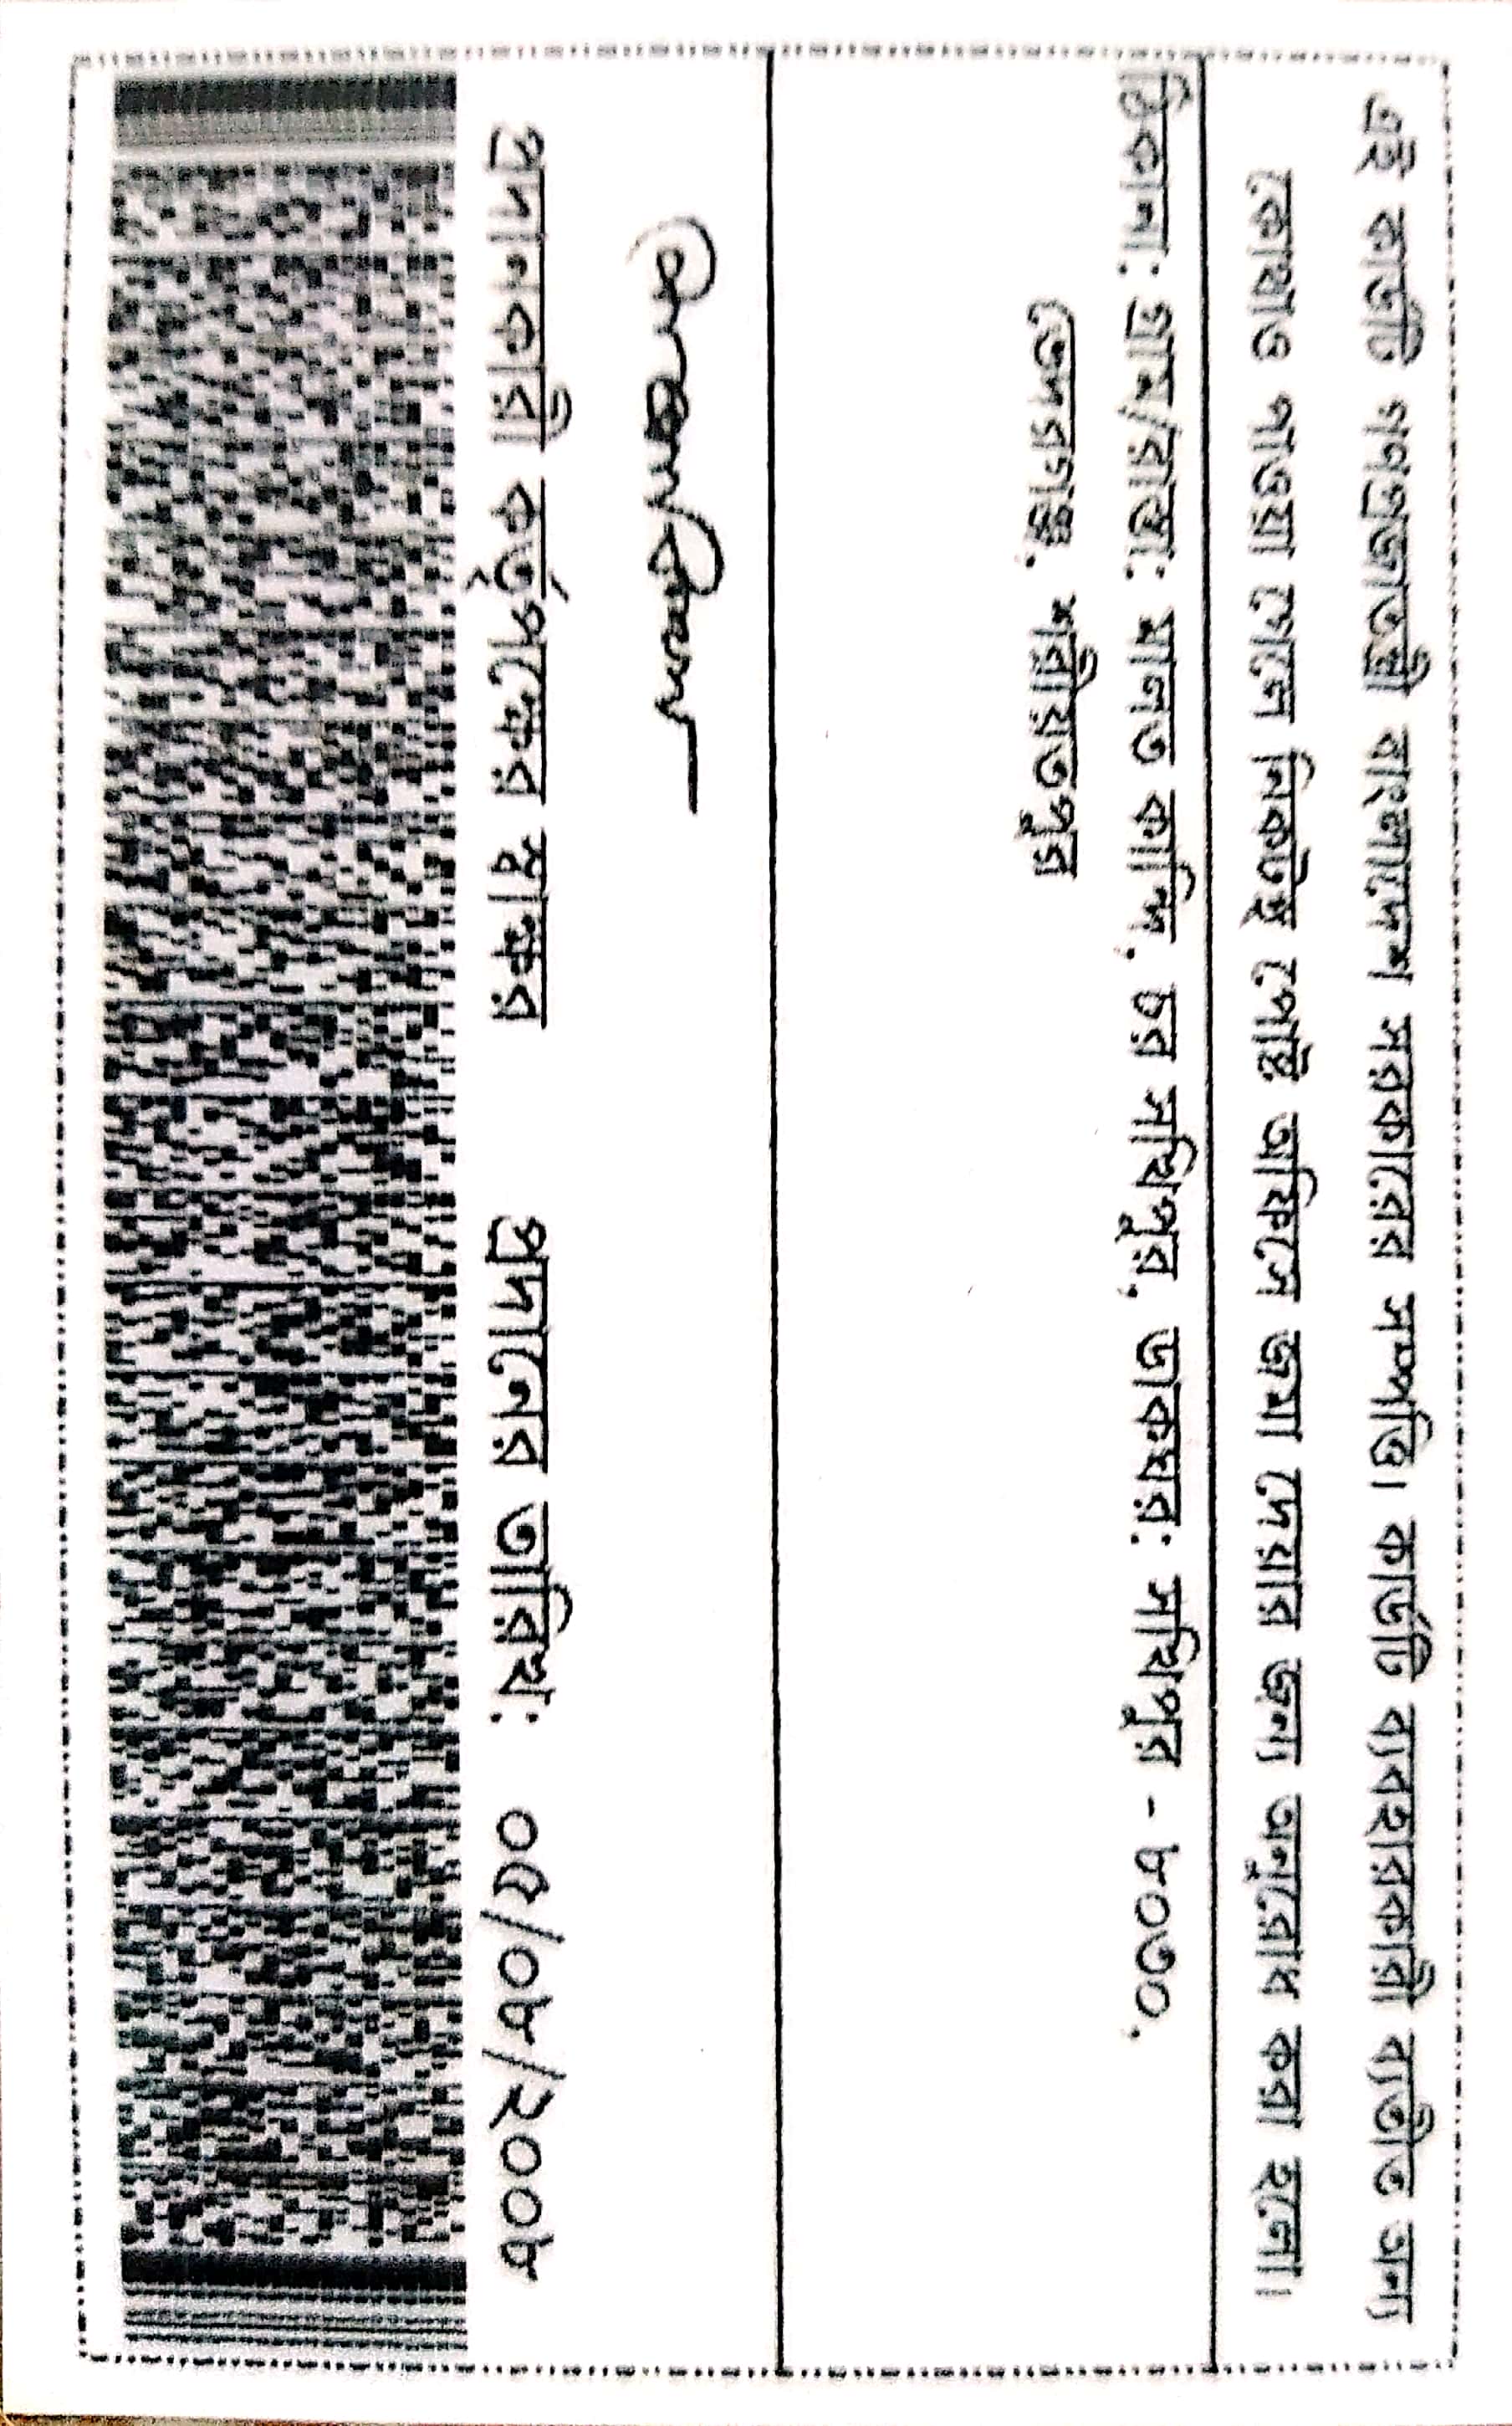 এই কার্ডটি গণপ্রজাতন্ত্রী বাংলাদেশ সরকারের সম্পত্তি। কার্ডটি ব্যবহারকারী ব্যতীত অন্য
কোথাও পাওয়া গেলে নিকটস্থ পোষ্ট অফিসে জমা দেয়ার জন্য অনুরোধ করা হলো।
ঠিকানা: গ্রাম/রাস্তা: মালত কান্দি, চর সখিপুর, ডাকঘর: সখিপুর - ৮০৩০,
ভেদরগঞ্জ, শরীয়তপুর
প্রদানকারী কর্তৃপক্ষের স্বাক্ষর প্রদানের তারিখ: ০৫/০৮/২০০৮